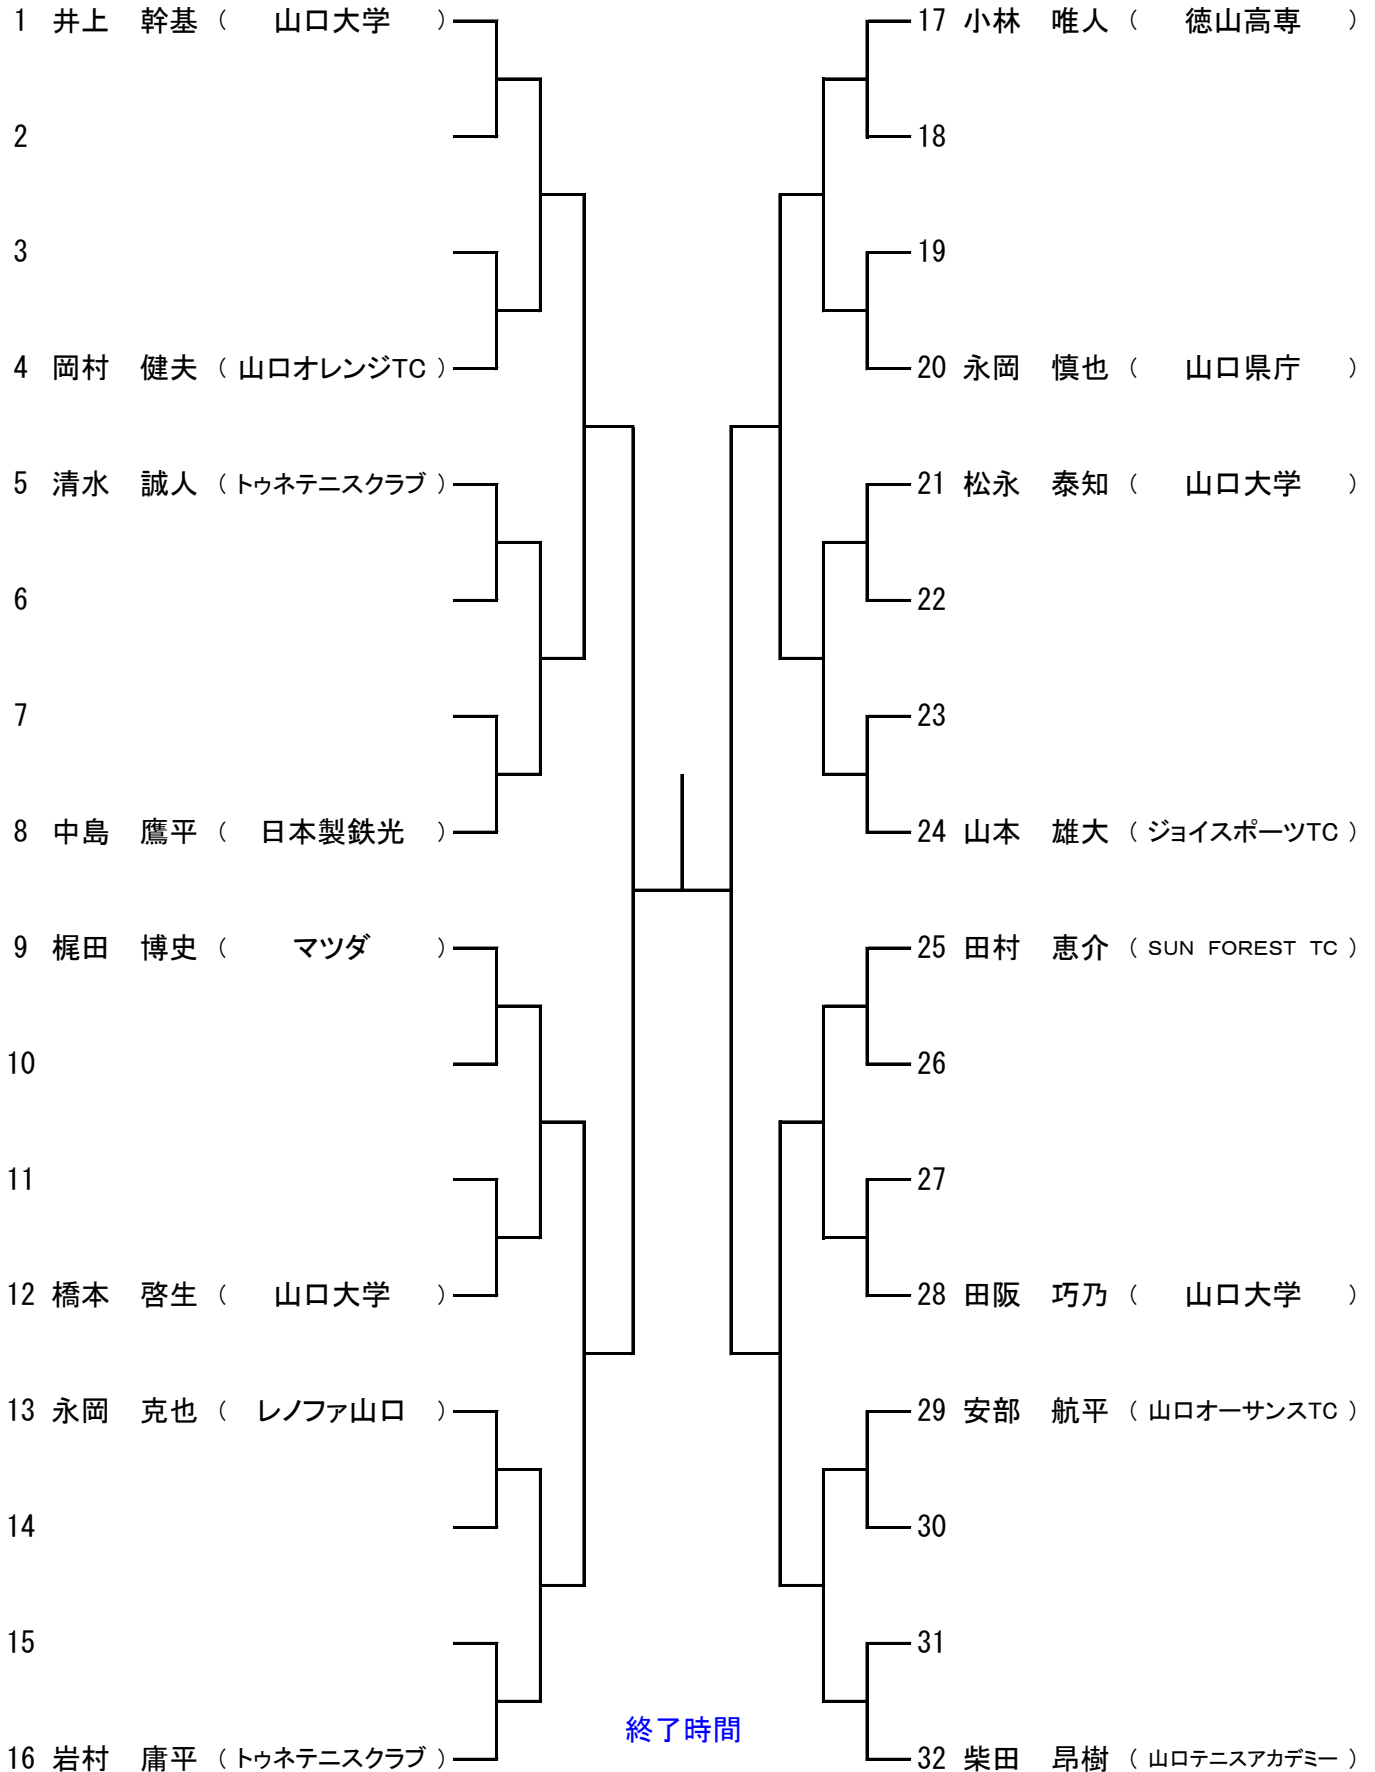 1 井上 幹基 ( 山口大学 )
2
3
4 岡村 健夫 ( 山口オレンジTC )
5 清水 誠人 ( トゥネテニスクラブ )
6
7
8 中島 鷹平 ( 日本製鉄光 )
9 梶田 博史 ( マツダ )
10
11
12 橋本 啓生 ( 山口大学 )
13 永岡 克也 ( レノファ山口 )
14
15
16 岩村 庸平 ( トゥネテニスクラブ )
終了時間
17 小林 唯人 ( 徳山高専 )
18
19
20 永岡 慎也 ( 山口県庁 )
21 松永 泰知 ( 山口大学 )
22
23
24 山本 雄大 ( ジョイスポーツTC )
25 田村 恵介 ( SUN FOREST TC )
26
27
28 田阪 巧乃 ( 山口大学 )
29 安部 航平 ( 山口オーサンスTC )
30
31
32 柴田 昂樹 ( 山口テニスアカデミー )